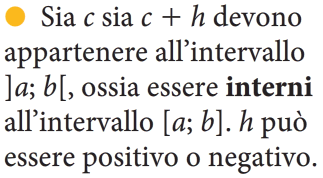 ● Sia c sia c + h devono
appartenere all'intervallo
]a; b[, ossia essere interni
all'intervallo [a; b]. h può
essere positivo o negativo.